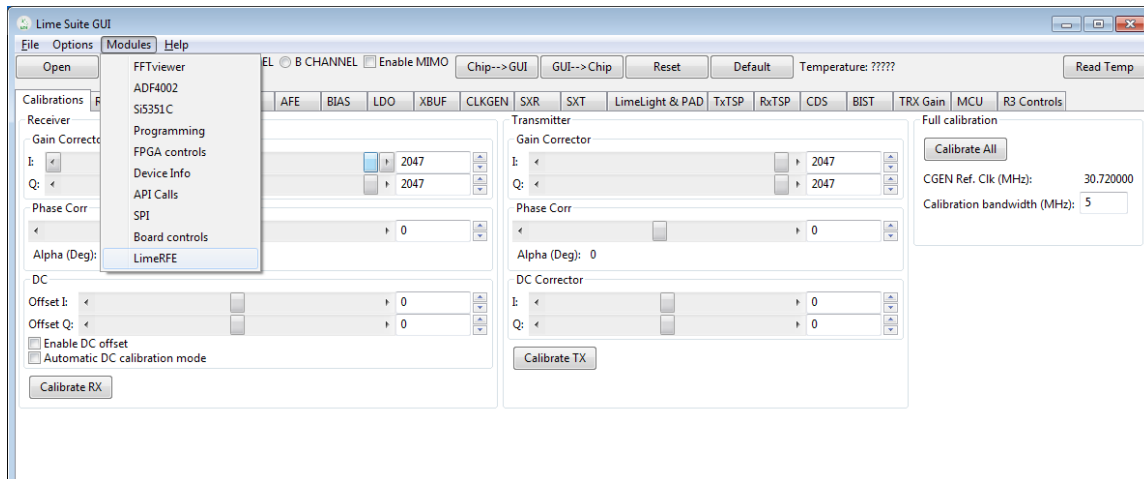 Lime Suite GUI
File Options Modules Help
Open EL B CHANNEL Enable MIMO Chip-->GUI GUI-->Chip Reset Default Temperature: ????? Read Temp
FFTviewer
ADF4002
Si5351C
Programming
FPGA controls
Device Info
API Calls
SPI
Board controls
LimeRFE
Calibrations R AFE BIAS LDO XBUF CLKGEN SXR SXT LimeLight & PAD TxTSP RxTSP CDS BIST TRX Gain MCU R3 Controls
Receiver
Gain Correcto
I: 2047
Q: 2047
Phase Corr
0
Alpha (Deg):
DC
Offset I: 0
Offset Q: 0
Enable DC offset
Automatic DC calibration mode
Calibrate RX
Transmitter
Gain Corrector
I: 2047
Q: 2047
Phase Corr
0
Alpha (Deg): 0
DC Corrector
I: 0
Q: 0
Calibrate TX
Full calibration
Calibrate All
CGEN Ref. Clk (MHz): 30.720000
Calibration bandwidth (MHz): 5